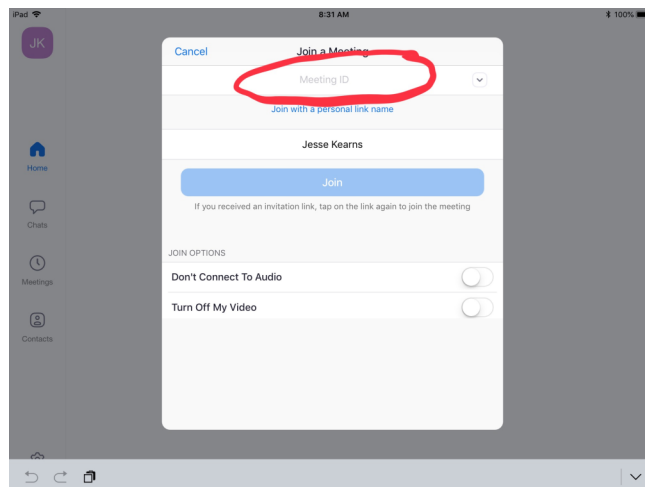 iPad 8:31 AM 100%
JK
Cancel Join a Meeting
Meeting ID
Join with a personal link name
Jesse Kearns
Join
If you received an invitation link, tap on the link again to join the meeting
JOIN OPTIONS
Don't Connect To Audio
Turn Off My Video
Home
Chats
Meetings
Contacts